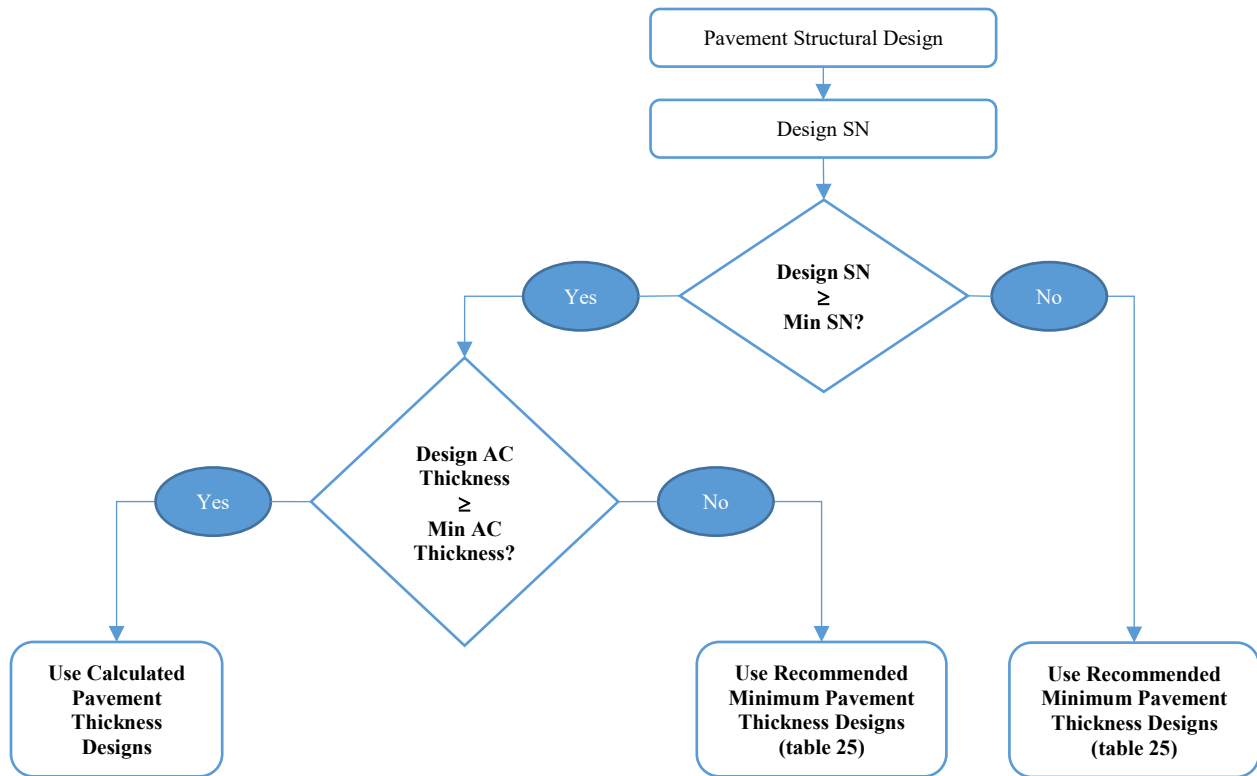 Pavement Structural Design
Design SN
Design SN
≥
Min SN?
Yes
No
Design AC
Thickness
≥
Min AC
Thickness?
Yes
No
Use Calculated
Pavement
Thickness
Designs
Use Recommended
Minimum Pavement
Thickness Designs
(table 25)
Use Recommended
Minimum Pavement
Thickness Designs
(table 25)